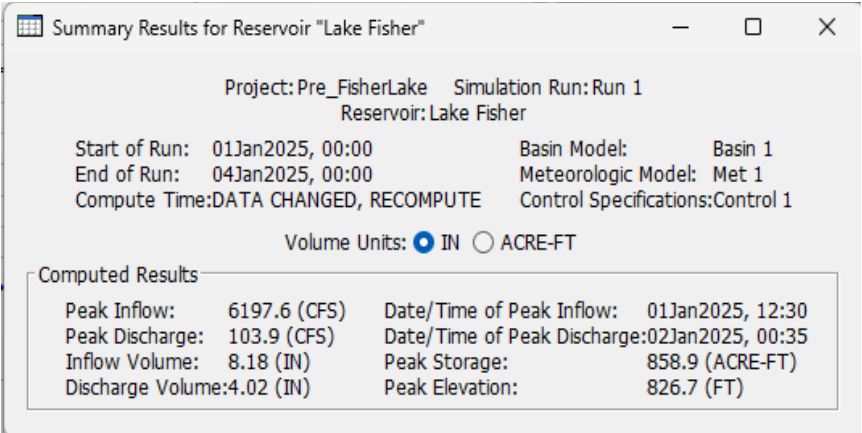 Summary Results for Reservoir "Lake Fisher"
Project: Pre_FisherLake Simulation Run: Run 1
Reservoir: Lake Fisher
Start of Run: 01Jan2025, 00:00 Basin Model: Basin 1
End of Run: 04Jan2025, 00:00 Meteorologic Model: Met 1
Compute Time:DATA CHANGED, RECOMPUTE Control Specifications:Control 1
Volume Units: IN ACRE-FT
Computed Results
Peak Inflow: 6197.6 (CFS) Date/Time of Peak Inflow: 01Jan2025, 12:30
Peak Discharge: 103.9 (CFS) Date/Time of Peak Discharge:02Jan2025, 00:35
Inflow Volume: 8.18 (IN) Peak Storage: 858.9 (ACRE-FT)
Discharge Volume:4.02 (IN) Peak Elevation: 826.7 (FT)